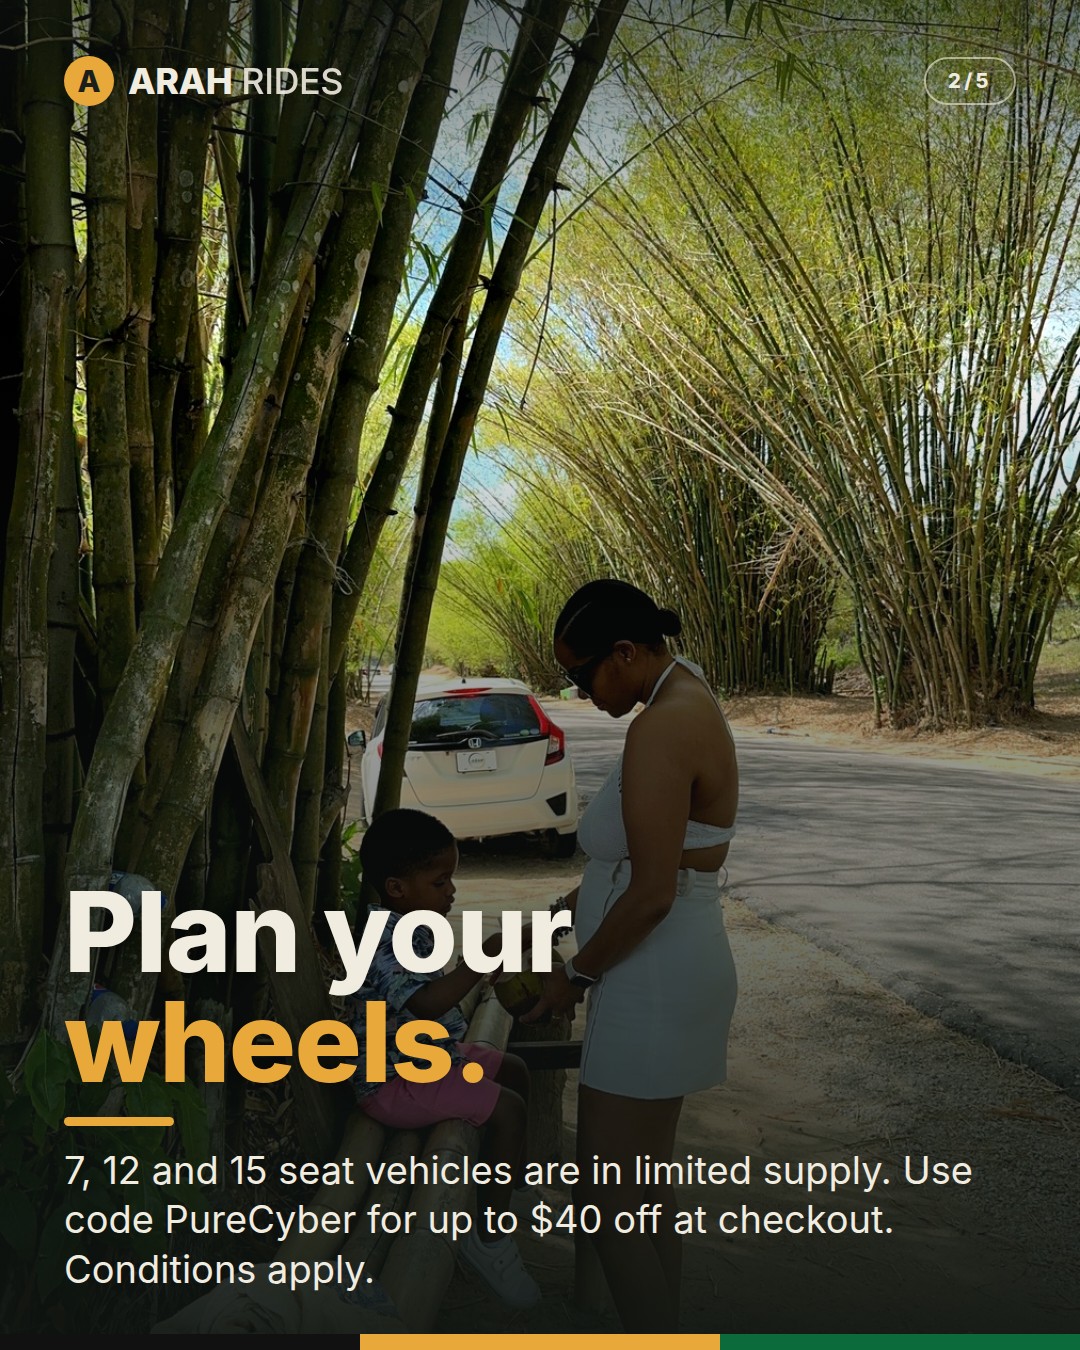 A ARAH RIDES
2/5
Plan your
wheels.
7, 12 and 15 seat vehicles are in limited supply. Use
code PureCyber for up to $40 off at checkout.
Conditions apply.